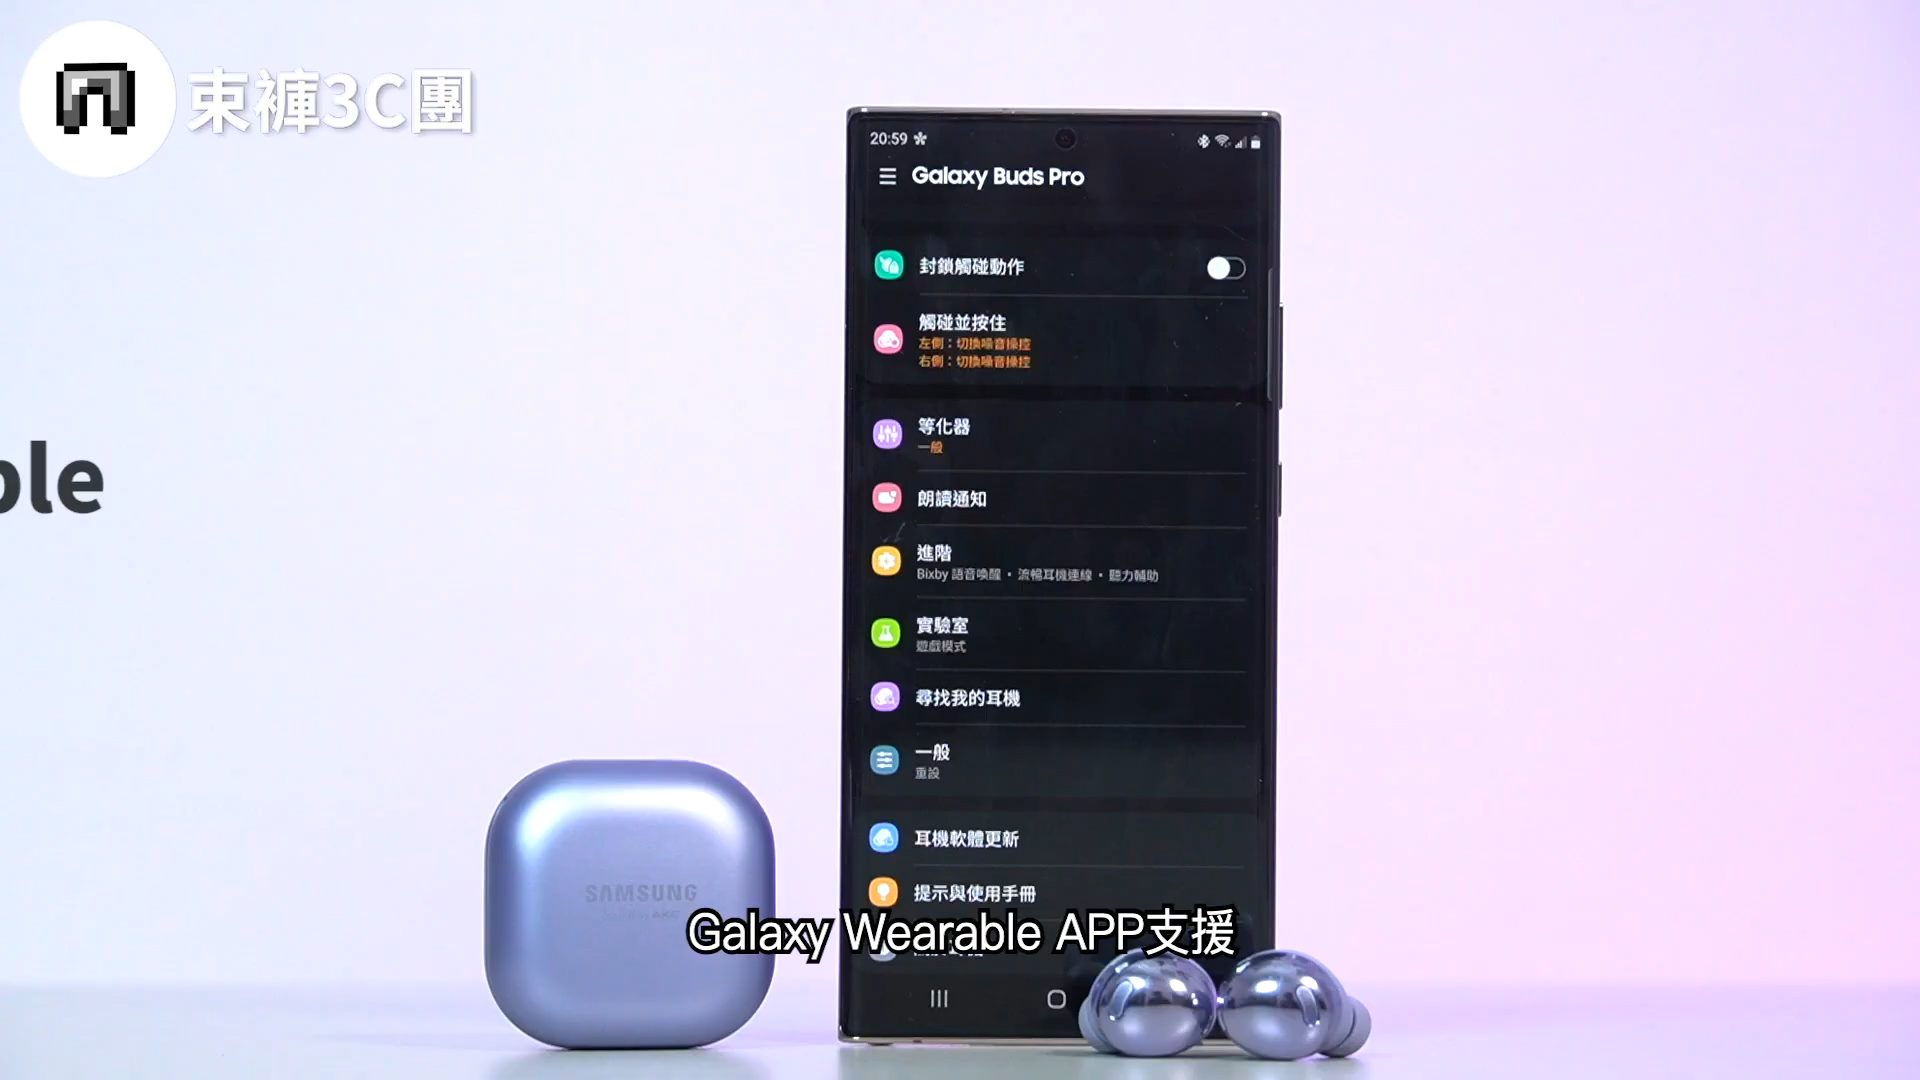 束褲3C團
20:59
Galaxy Buds Pro
封鎖觸碰動作
觸碰並按住
左側：切換噪音操控
右側：切換噪音操控
等化器
一般
朗讀通知
進階
Bixby 語音喚醒・流暢耳機連線・聽力輔助
實驗室
遊戲模式
尋找我的耳機
一般
重設
耳機軟體更新
提示與使用手冊
ble
SAMSUNG
Galaxy Wearable APP支援